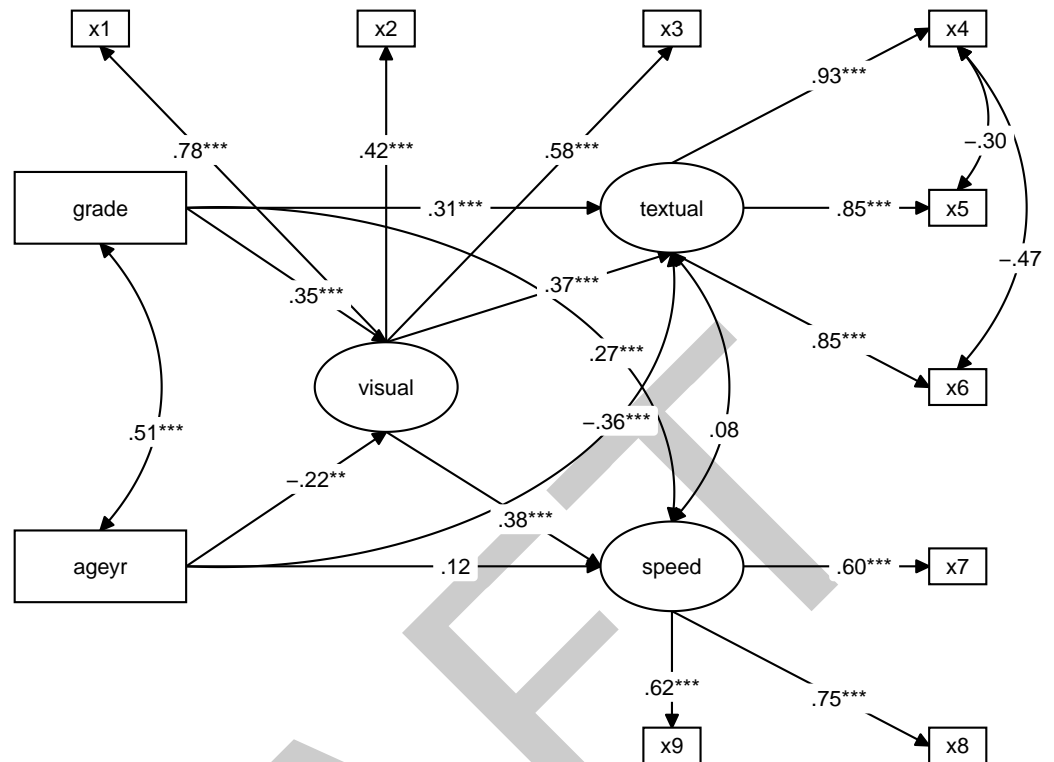 x1
x2
x3
x4
.93***
.78***
.42***
.58***
−.30
grade
.31***
textual
.85***
x5
−.47
.37***
.35***
.85***
.27***
visual
x6
−.36***
.08
.51***
−.22**
.38***
ageyr
.12
speed
.60***
x7
.62***
.75***
x9
x8